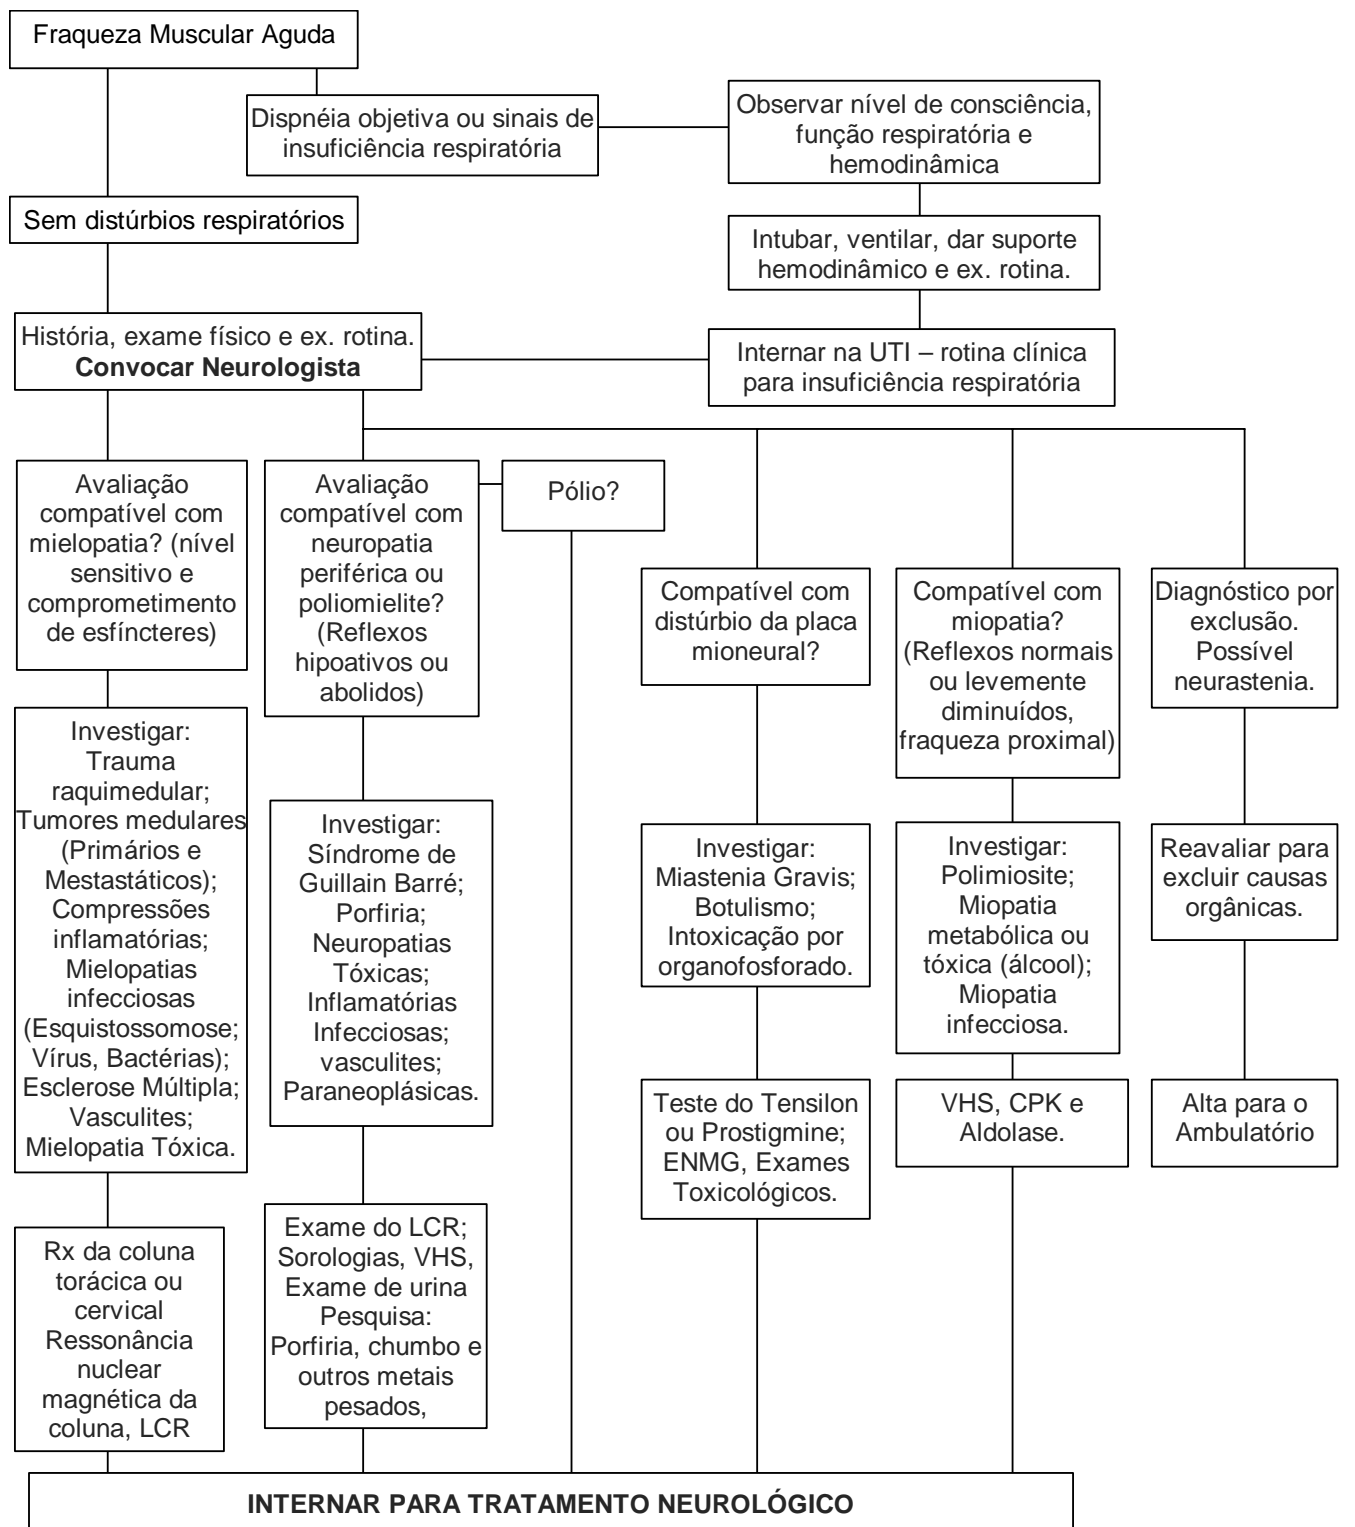 Fraqueza Muscular Aguda
Dispnéia objetiva ou sinais de
insuficiência respiratória
Observar nível de consciência,
função respiratória e
hemodinâmica
Sem distúrbios respiratórios
Intubar, ventilar, dar suporte
hemodinâmico e ex. rotina.
História, exame físico e ex. rotina.
Convocar Neurologista
Internar na UTI – rotina clínica
para insuficiência respiratória
Avaliação
compatível com
mielopatia? (nível
sensitivo e
comprometimento
de esfíncteres)
Avaliação
compatível com
neuropatia
periférica ou
poliomielite?
(Reflexos
hipoativos ou
abolidos)
Pólio?
Compatível com
distúrbio da placa
mioneural?
Compatível com
miopatia?
(Reflexos normais
ou levemente
diminuídos,
fraqueza proximal)
Diagnóstico por
exclusão.
Possível
neurastenia.
Investigar:
Trauma
raquimedular;
Tumores medulares
(Primários e
Mestastáticos);
Compressões
inflamatórias;
Mielopatias
infecciosas
(Esquistossomose;
Vírus, Bactérias);
Esclerose Múltipla;
Vasculites;
Mielopatia Tóxica.
Investigar:
Síndrome de
Guillain Barré;
Porfiria;
Neuropatias
Tóxicas;
Inflamatórias
Infecciosas;
vasculites;
Paraneoplásicas.
Investigar:
Miastenia Gravis;
Botulismo;
Intoxicação por
organofosforado.
Investigar:
Polimiosite;
Miopatia
metabólica ou
tóxica (álcool);
Miopatia
infecciosa.
Reavaliar para
excluir causas
orgânicas.
Teste do Tensilon
ou Prostigmine;
ENMG, Exames
Toxicológicos.
VHS, CPK e
Aldolase.
Alta para o
Ambulatório
Rx da coluna
torácica ou
cervical
Ressonância
nuclear
magnética da
coluna, LCR
Exame do LCR;
Sorologias, VHS,
Exame de urina
Pesquisa:
Porfiria, chumbo e
outros metais
pesados,
INTERNAR PARA TRATAMENTO NEUROLÓGICO